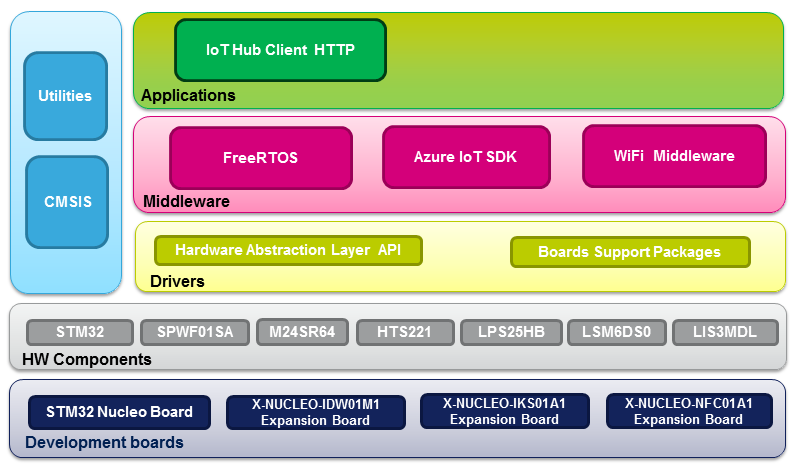 Utilities
CMSIS
IoT Hub Client HTTP
Applications
FreeRTOS
Azure IoT SDK
WiFi Middleware
Middleware
Hardware Abstraction Layer API
Boards Support Packages
Drivers
STM32
SPWF01SA
M24SR64
HTS221
LPS25HB
LSM6DS0
LIS3MDL
HW Components
STM32 Nucleo Board
X-NUCLEO-IDW01M1
Expansion Board
X-NUCLEO-IKS01A1
Expansion Board
X-NUCLEO-NFC01A1
Expansion Board
Development boards